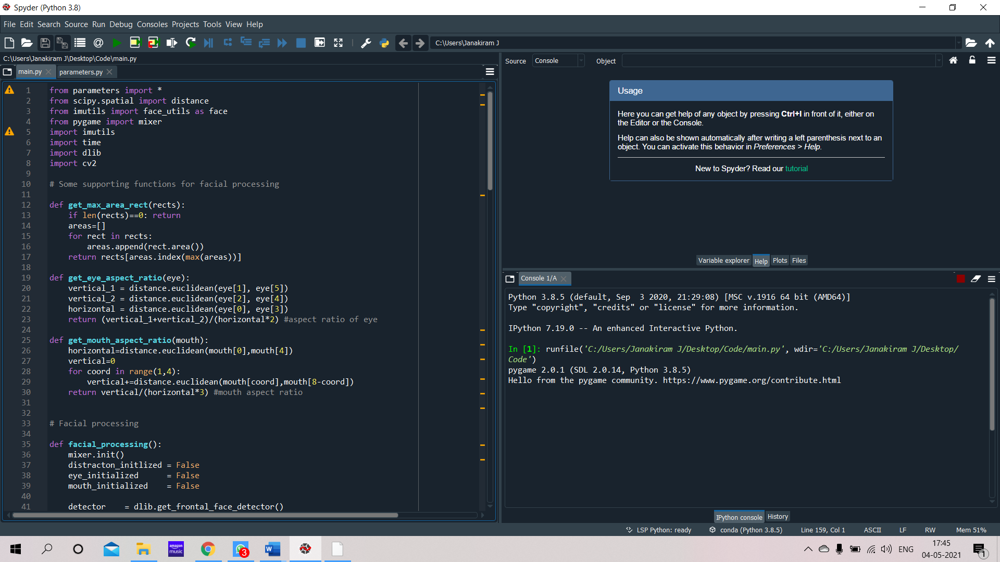 Spyder (Python 3.8)
File Edit Search Source Run Debug Consoles Projects Tools View Help
C:\Users\Janakiram J
C:\Users\Janakiram J\Desktop\Code\main.py
main.py parameters.py
1 from parameters import *
2 from scipy.spatial import distance
3 from imutils import face_utils as face
4 from pygame import mixer
5 import imutils
6 import time
7 import dlib
8 import cv2
9
10 # Some supporting functions for facial processing
11
12 def get_max_area_rect(rects):
13     if len(rects)==0: return
14     areas=[]
15     for rect in rects:
16         areas.append(rect.area())
17     return rects[areas.index(max(areas))]
18
19 def get_eye_aspect_ratio(eye):
20     vertical_1 = distance.euclidean(eye[1], eye[5])
21     vertical_2 = distance.euclidean(eye[2], eye[4])
22     horizontal = distance.euclidean(eye[0], eye[3])
23     return (vertical_1+vertical_2)/(horizontal*2) #aspect ratio of eye
24
25 def get_mouth_aspect_ratio(mouth):
26     horizontal=distance.euclidean(mouth[0],mouth[4])
27     vertical=0
28     for coord in range(1,4):
29         vertical+=distance.euclidean(mouth[coord],mouth[8-coord])
30     return vertical/(horizontal*3) #mouth aspect ratio
31
32
33 # Facial processing
34
35 def facial_processing():
36     mixer.init()
37     distracton_initlized = False
38     eye_initialized      = False
39     mouth_initialized    = False
40
41     detector    = dlib.get_frontal_face_detector()
Source Console Object
Usage
Here you can get help of any object by pressing Ctrl+I in front of it, either on
the Editor or the Console.
Help can also be shown automatically after writing a left parenthesis next to an
object. You can activate this behavior in Preferences > Help.
New to Spyder? Read our tutorial
Variable explorer Help Plots Files
Console 1/A
Python 3.8.5 (default, Sep  3 2020, 21:29:08) [MSC v.1916 64 bit (AMD64)]
Type "copyright", "credits" or "license" for more information.
IPython 7.19.0 -- An enhanced Interactive Python.
In [1]: runfile('C:/Users/Janakiram J/Desktop/Code/main.py', wdir='C:/Users/Janakiram J/Desktop/
Code')
pygame 2.0.1 (SDL 2.0.14, Python 3.8.5)
Hello from the pygame community. https://www.pygame.org/contribute.html
IPython console History
LSP Python: ready conda (Python 3.8.5) Line 159, Col 1 ASCII LF RW Mem 51%
amazon
music
3
W
ENG
17:45
04-05-2021
1